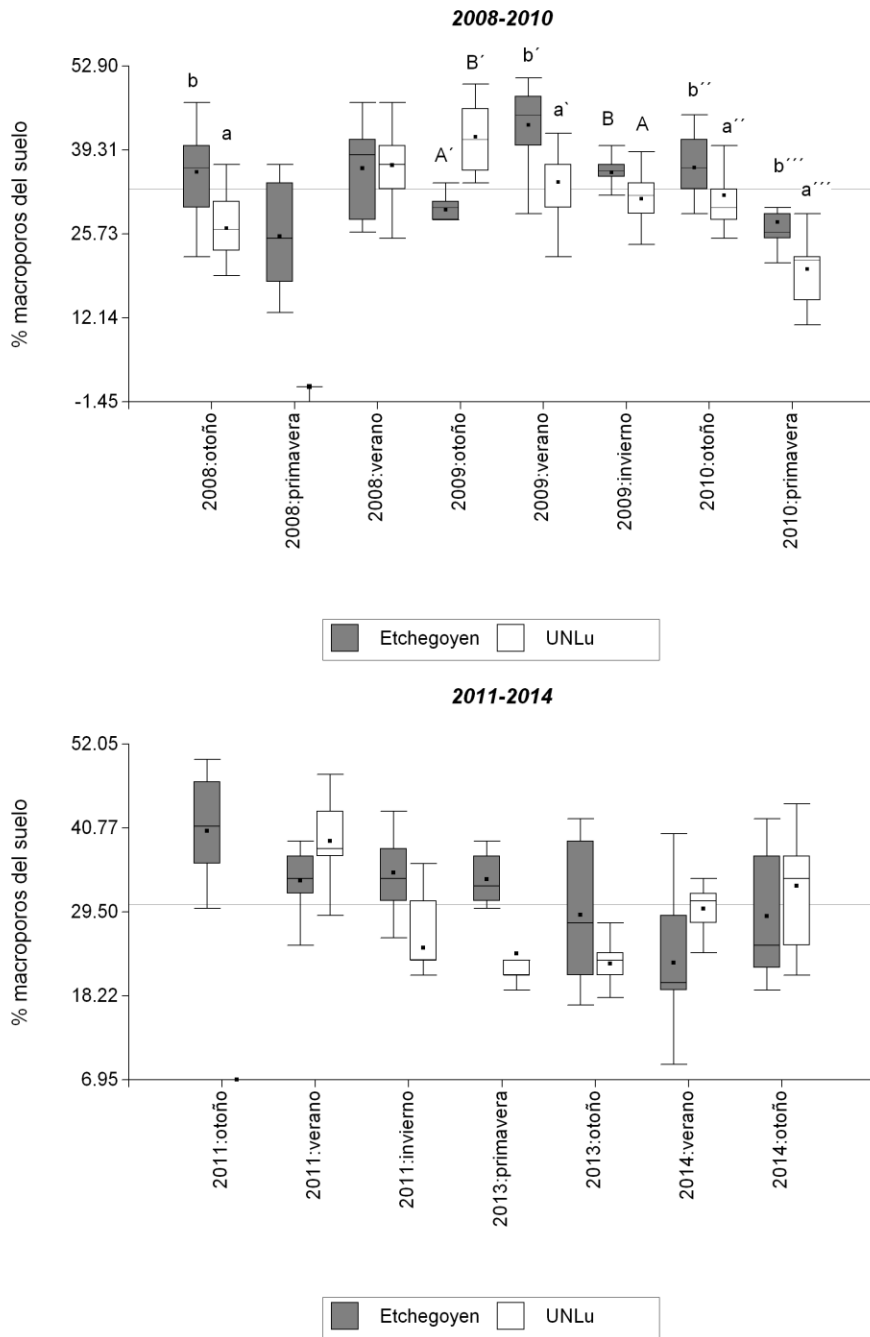 2008-2010
% macroporos del suelo
52.90
39.31
25.73
12.14
-1.45
b
a
A´
B´
b´
a`
B
A
b´´
a´´
b´´´
a´´´
2008:otoño
2008:primavera
2008:verano
2009:otoño
2009:verano
2009:invierno
2010:otoño
2010:primavera
Etchegoyen
UNLu
2011-2014
% macroporos del suelo
52.05
40.77
29.50
18.22
6.95
2011:otoño
2011:verano
2011:invierno
2013:primavera
2013:otoño
2014:verano
2014:otoño
Etchegoyen
UNLu